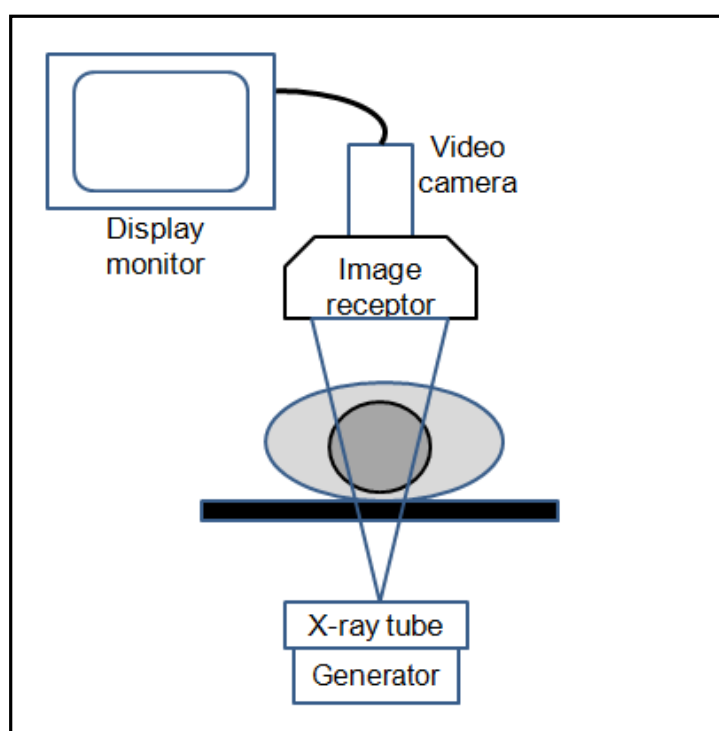 Video
camera
Display
monitor
Image
receptor
X-ray tube
Generator